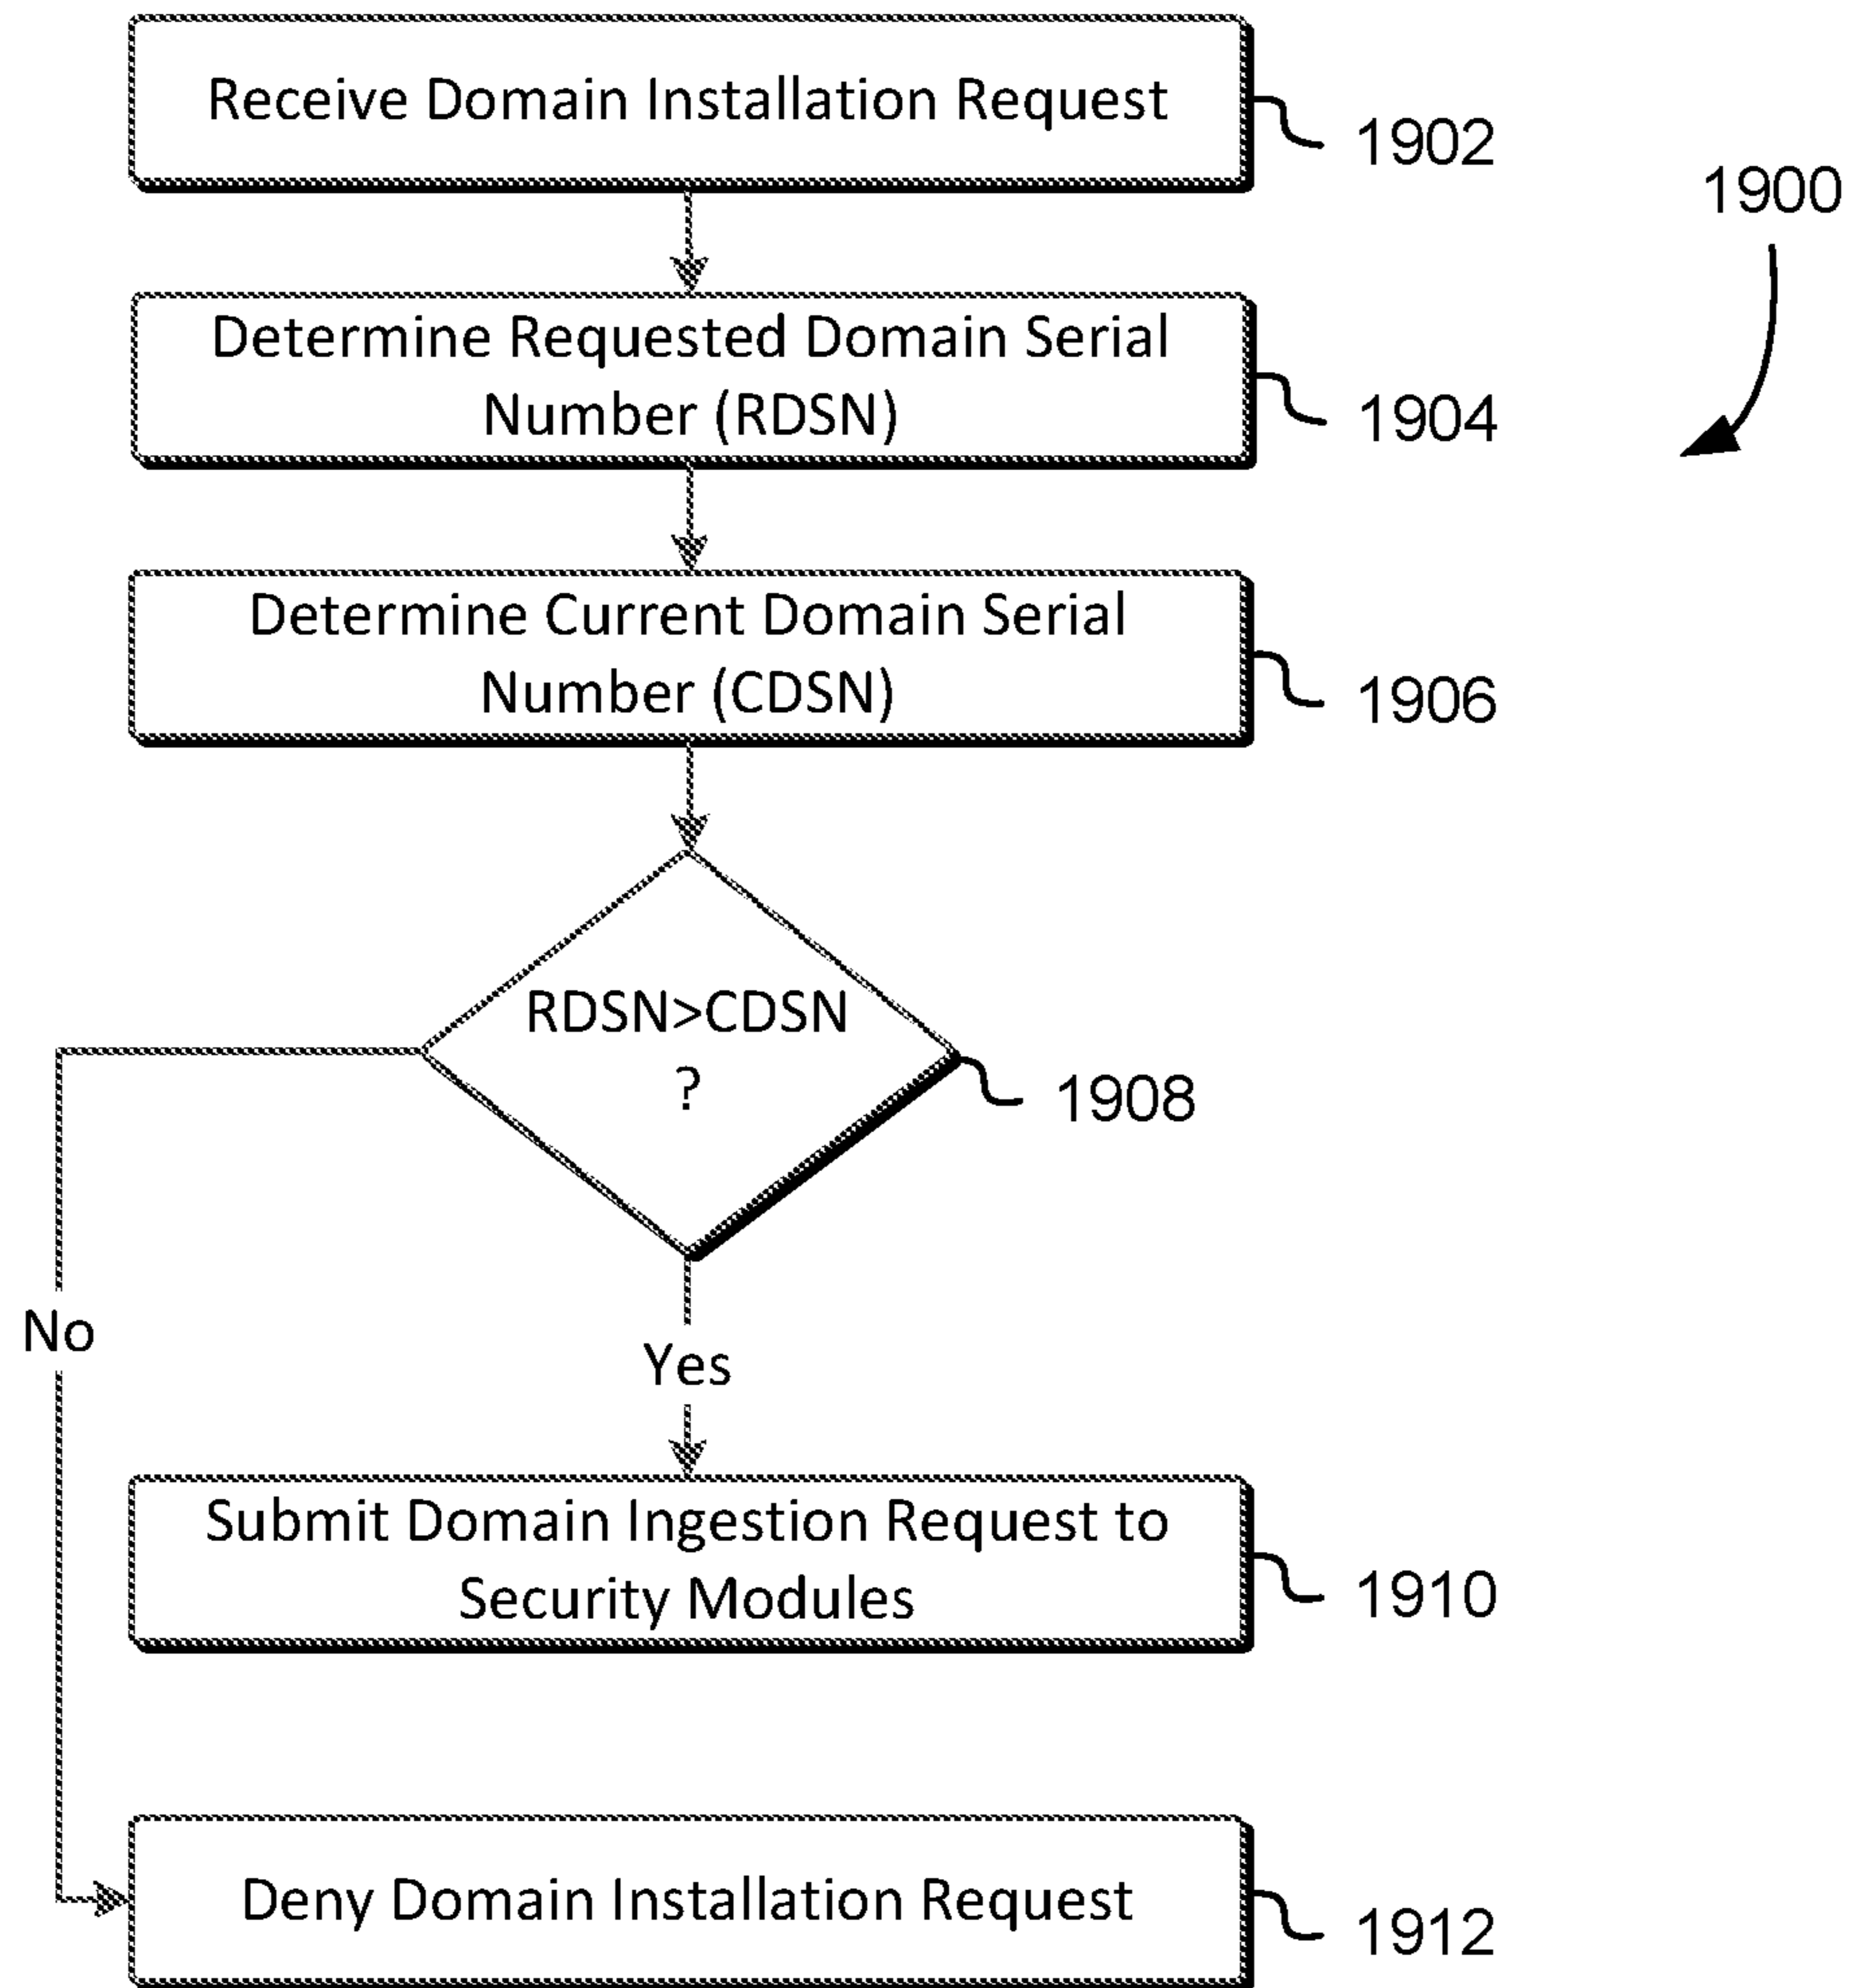 Receive Domain Installation Request
1902
1900
Determine Requested Domain Serial
Number (RDSN)
1904
Determine Current Domain Serial
Number (CDSN)
1906
RDSN>CDSN
?
1908
No
Yes
Submit Domain Ingestion Request to
Security Modules
1910
Deny Domain Installation Request
1912